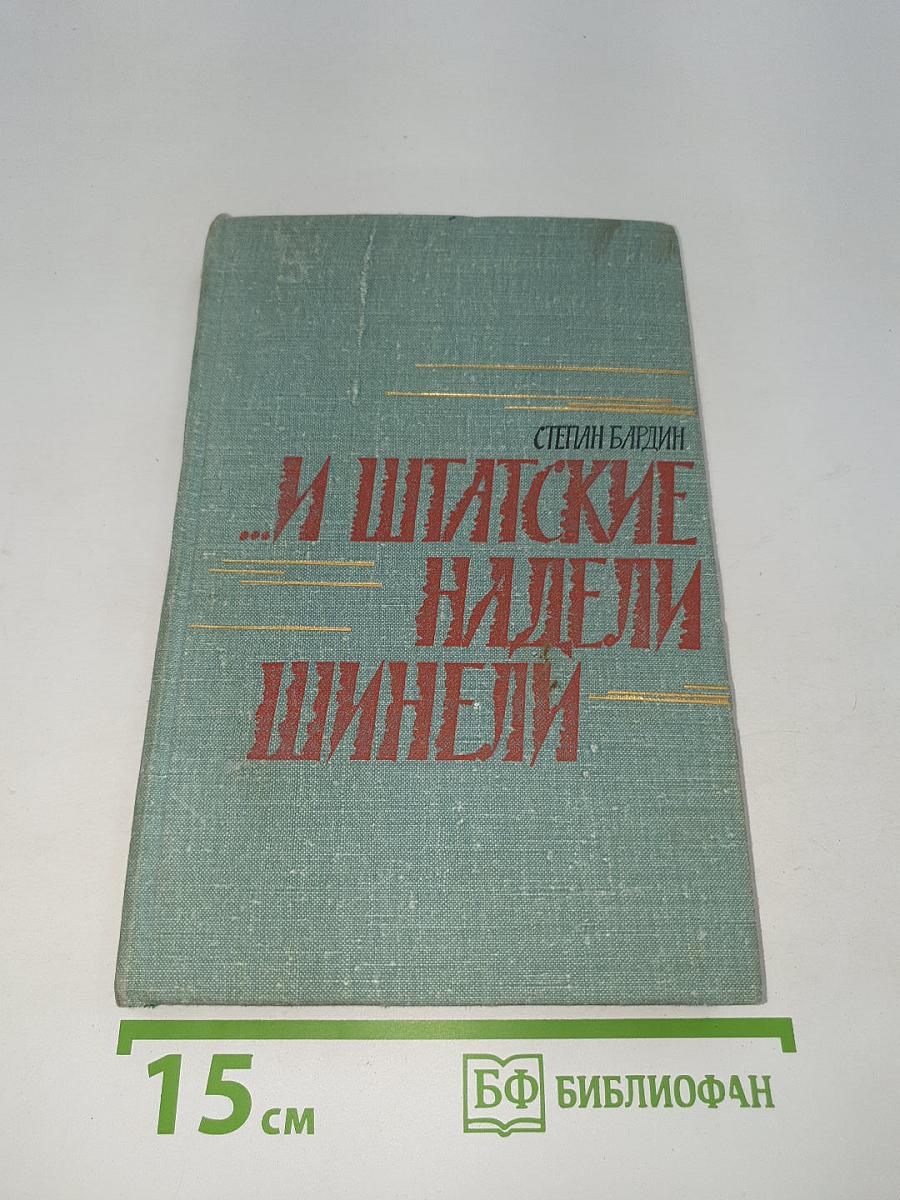 СТЕПАН БАРДИН
...И ШТАТСКИЕ
НАДЕЛИ
ШИНЕЛИ
15 см
БФ БИБЛИОФАН